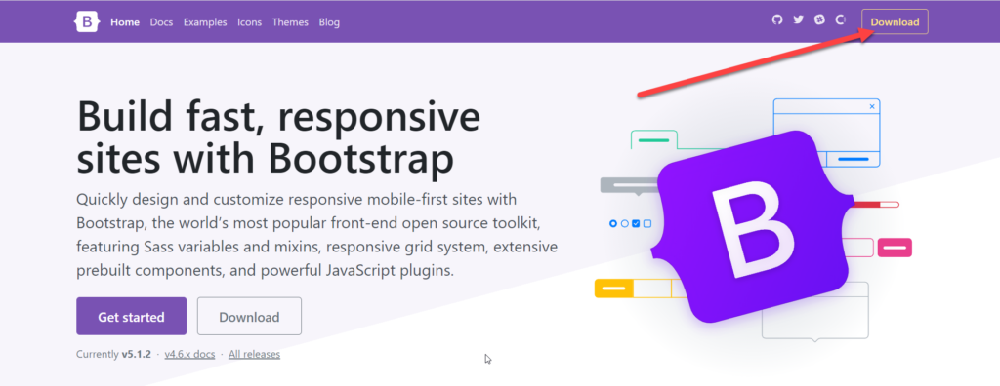 B Home Docs Examples Icons Themes Blog Download
Build fast, responsive
sites with Bootstrap
Quickly design and customize responsive mobile-first sites with
Bootstrap, the world's most popular front-end open source toolkit,
featuring Sass variables and mixins, responsive grid system, extensive
prebuilt components, and powerful JavaScript plugins.
Get started Download
Currently v5.1.2 · v4.6.x docs · All releases
B